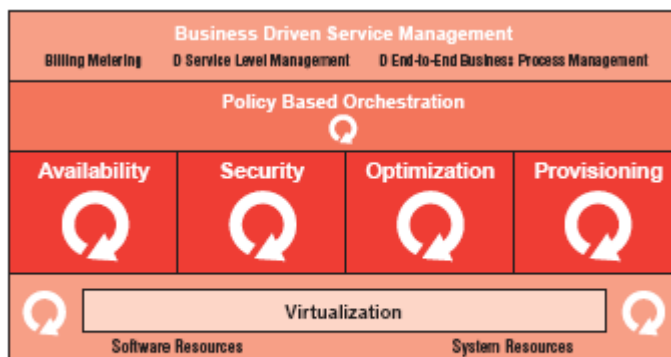 Business Driven Service Management
Billing Metering D Service Level Management D End-to-End Business Process Management
Policy Based Orchestration
Availability Security Optimization Provisioning
Virtualization
Software Resources System Resources